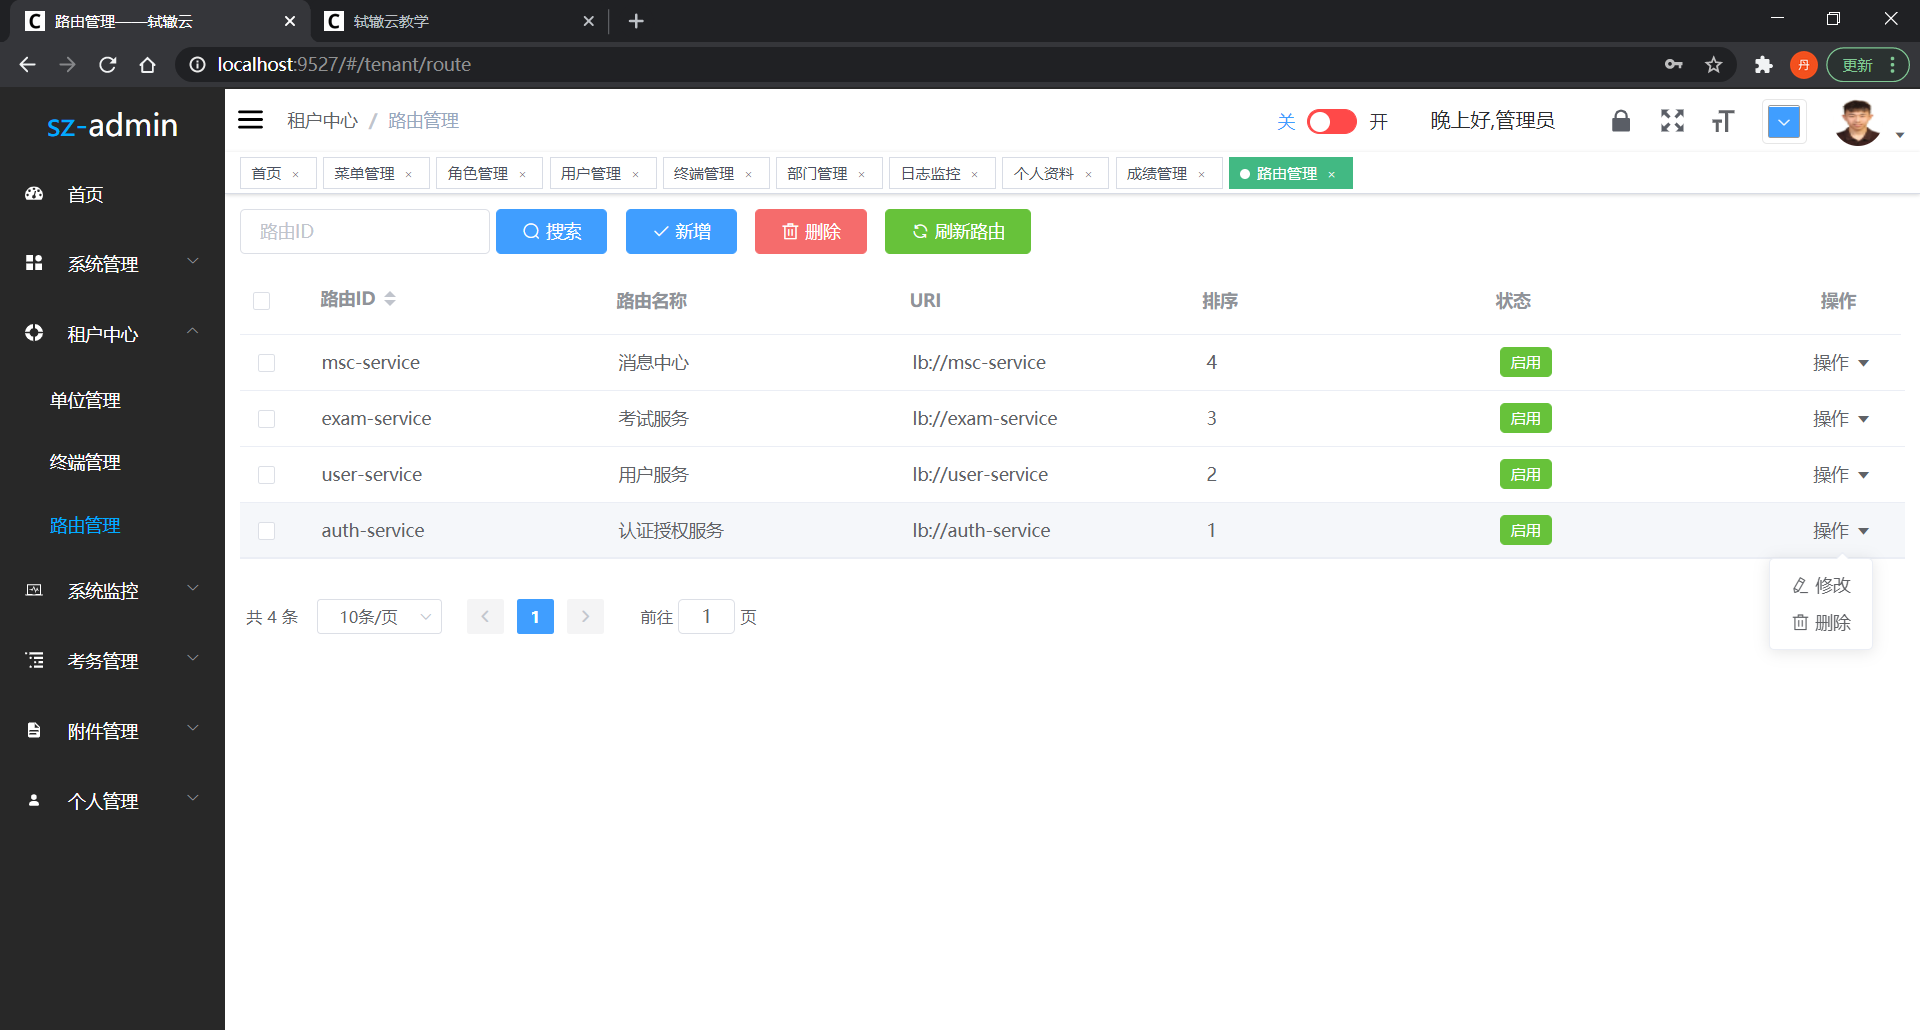 路由管理——轼辙云
轼辙云教学
localhost:9527/#/tenant/route
丹
更新
sz-admin
首页
系统管理
租户中心
单位管理
终端管理
路由管理
系统监控
考务管理
附件管理
个人管理
租户中心 / 路由管理
关 开 晚上好,管理员
首页 × 菜单管理 × 角色管理 × 用户管理 × 终端管理 × 部门管理 × 日志监控 × 个人资料 × 成绩管理 × 路由管理 ×
路由ID 搜索 新增 删除 刷新路由
路由ID 路由名称 URI 排序 状态 操作
msc-service 消息中心 lb://msc-service 4 启用 操作
exam-service 考试服务 lb://exam-service 3 启用 操作
user-service 用户服务 lb://user-service 2 启用 操作
auth-service 认证授权服务 lb://auth-service 1 启用 操作
修改
删除
共 4 条 10条/页 1 前往 1 页